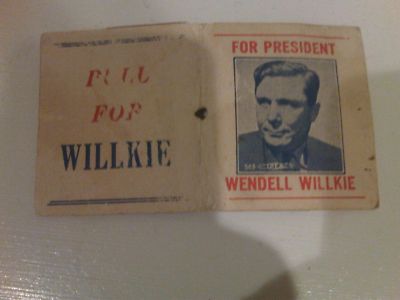 PULL
FOR
WILLKIE
FOR PRESIDENT
WENDELL WILLKIE